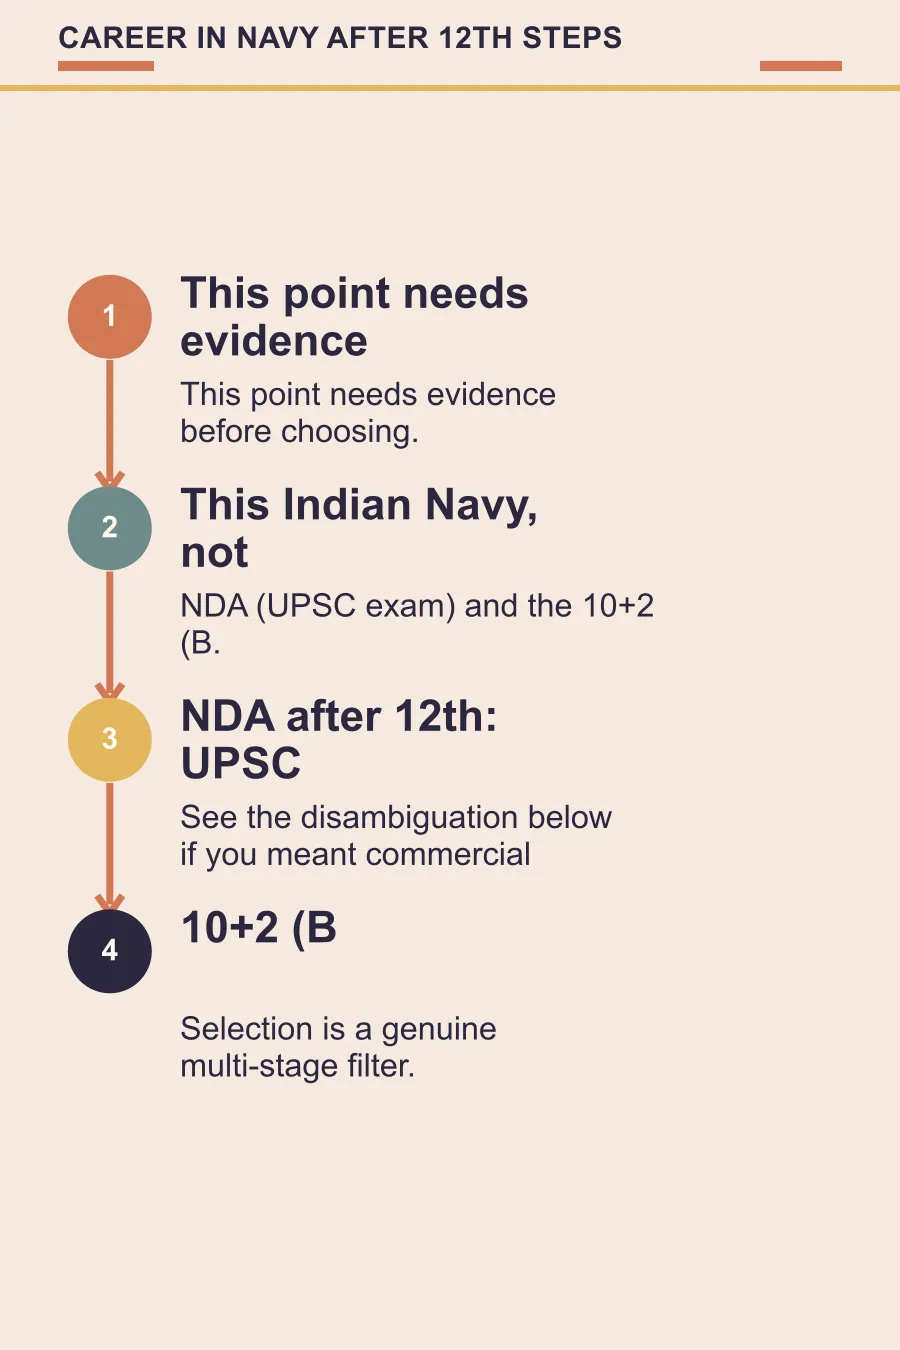 CAREER IN NAVY AFTER 12TH STEPS
1
This point needs
evidence
This point needs evidence
before choosing.
2
This Indian Navy,
not
NDA (UPSC exam) and the 10+2
(B.
3
NDA after 12th:
UPSC
See the disambiguation below
if you meant commercial
4
10+2 (B
Selection is a genuine
multi-stage filter.